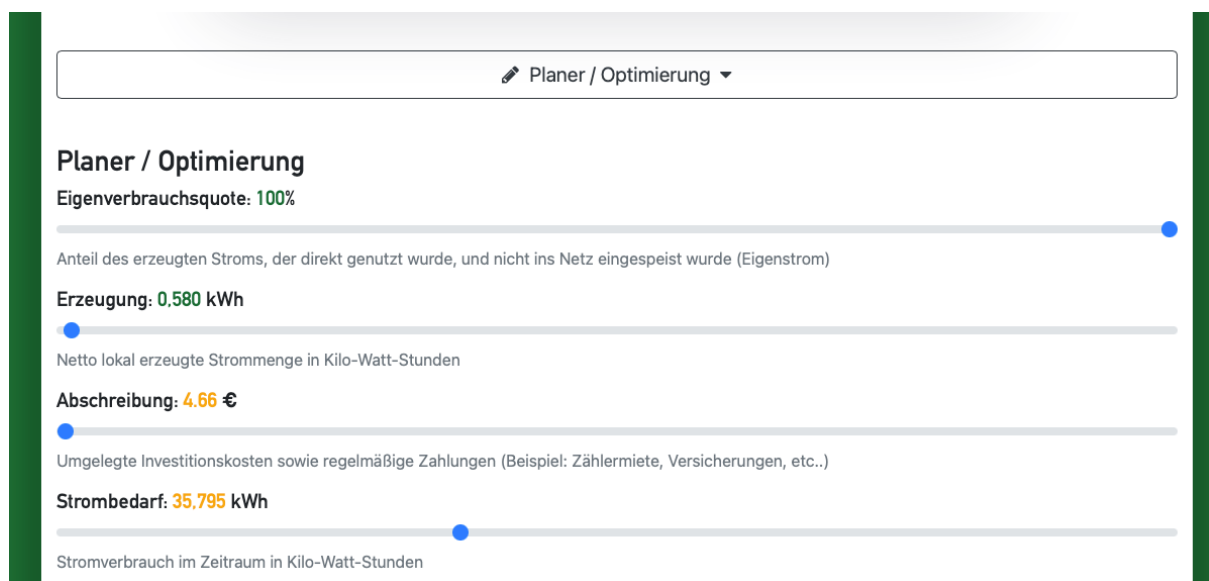 Planer / Optimierung
Planer / Optimierung
Eigenverbrauchsquote: 100%
Anteil des erzeugten Stroms, der direkt genutzt wurde, und nicht ins Netz eingespeist wurde (Eigenstrom)
Erzeugung: 0,580 kWh
Netto lokal erzeugte Strommenge in Kilo-Watt-Stunden
Abschreibung: 4.66 €
Umgelegte Investitionskosten sowie regelmäßige Zahlungen (Beispiel: Zählermiete, Versicherungen, etc..)
Strombedarf: 35,795 kWh
Stromverbrauch im Zeitraum in Kilo-Watt-Stunden